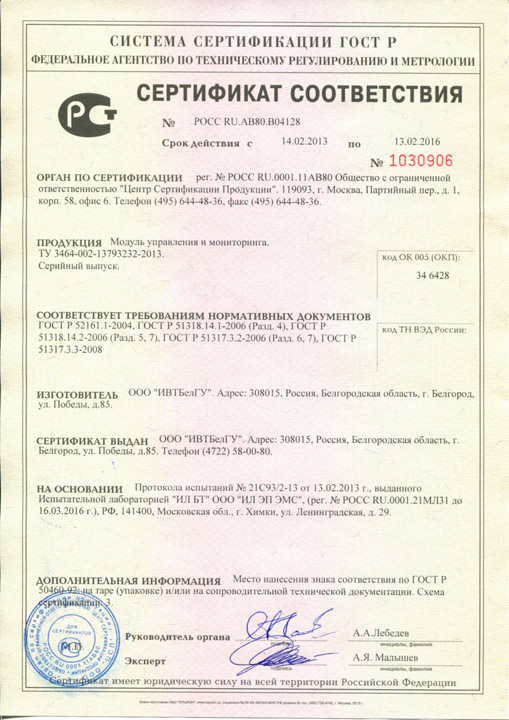 СИСТЕМА СЕРТИФИКАЦИИ ГОСТ Р
ФЕДЕРАЛЬНОЕ АГЕНТСТВО ПО ТЕХНИЧЕСКОМУ РЕГУЛИРОВАНИЮ И МЕТРОЛОГИИ
СЕРТИФИКАТ СООТВЕТСТВИЯ
№ РОСС RU.АВ80.В04128
Срок действия с 14.02.2013 по 13.02.2016
№ 1030906
ОРГАН ПО СЕРТИФИКАЦИИ рег. № РОСС RU.0001.11АВ80 Общество с ограниченной
ответственностью "Центр Сертификации Продукции". 119093, г. Москва, Партийный пер., д. 1,
корп. 58, офис 6. Телефон (495) 644-48-36, факс (495) 644-48-36.
ПРОДУКЦИЯ Модуль управления и мониторинга.
ТУ 3464-002-13793232-2013.
Серийный выпуск.
код ОК 005 (ОКП):
34 6428
СООТВЕТСТВУЕТ ТРЕБОВАНИЯМ НОРМАТИВНЫХ ДОКУМЕНТОВ
ГОСТ Р 52161.1-2004, ГОСТ Р 51318.14.1-2006 (Разд. 4), ГОСТ Р
51318.14.2-2006 (Разд. 5, 7), ГОСТ Р 51317.3.2-2006 (Разд. 6, 7), ГОСТ Р
51317.3.3-2008
код ТН ВЭД России:
ИЗГОТОВИТЕЛЬ ООО "ИВТБелГУ". Адрес: 308015, Россия, Белгородская область, г. Белгород,
ул. Победы, д.85.
СЕРТИФИКАТ ВЫДАН ООО "ИВТБелГУ". Адрес: 308015, Россия, Белгородская область, г.
Белгород, ул. Победы, д.85. Телефон (4722) 58-00-80.
НА ОСНОВАНИИ Протокола испытаний № 21С93/2-13 от 13.02.2013 г., выданного
Испытательной лабораторией "ИЛ БТ" ООО "ИЛ ЭП ЭМС", (рег. № РОСС RU.0001.21МЛ31 до
16.03.2016 г.), РФ, 141400, Московская обл., г. Химки, ул. Ленинградская, д. 29.
ДОПОЛНИТЕЛЬНАЯ ИНФОРМАЦИЯ Место нанесения знака соответствия по ГОСТ Р
50460-92: на таре (упаковке) и/или на сопроводительной технической документации. Схема
сертификации: 3.
ДЛЯ
СЕРТИФИКАТОВ
М.П.
Руководитель органа
подпись
А.А.Лебедев
инициалы, фамилия
Эксперт
подпись
А.Я. Малышев
инициалы, фамилия
Сертификат имеет юридическую силу на всей территории Российской Федерации